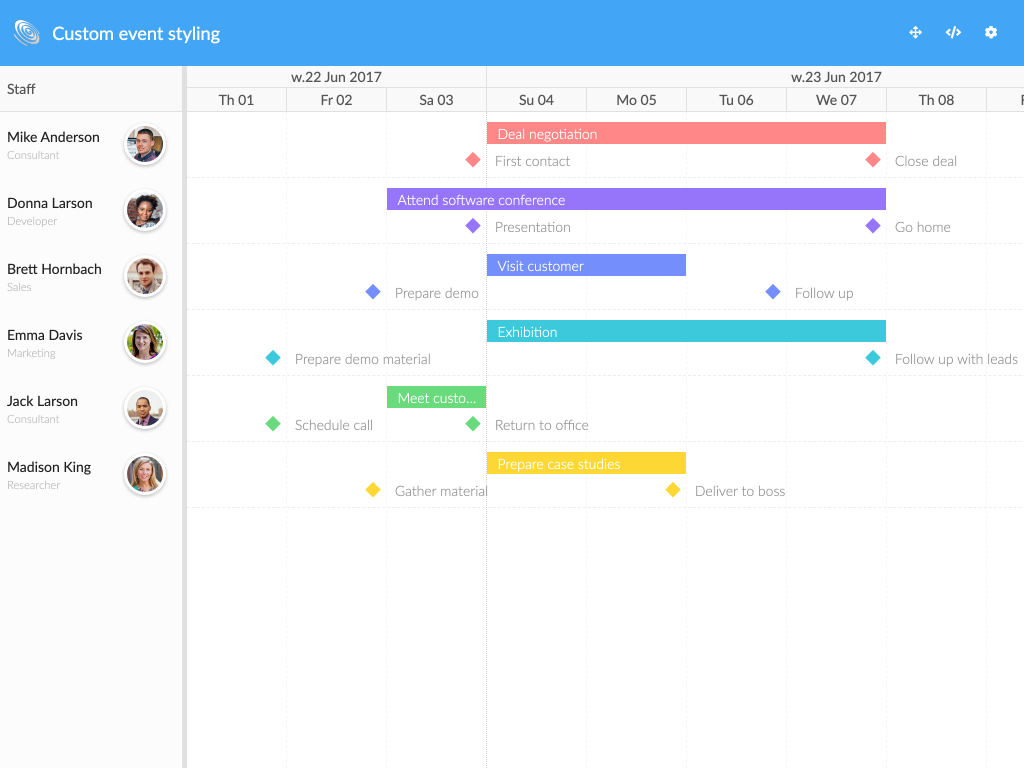 Custom event styling
Staff
w.22 Jun 2017
w.23 Jun 2017
Th 01
Fr 02
Sa 03
Su 04
Mo 05
Tu 06
We 07
Th 08
Mike Anderson
Consultant
Deal negotiation
First contact
Close deal
Donna Larson
Developer
Attend software conference
Presentation
Go home
Brett Hornbach
Sales
Visit customer
Prepare demo
Follow up
Emma Davis
Marketing
Exhibition
Prepare demo material
Follow up with leads
Jack Larson
Consultant
Meet custo...
Schedule call
Return to office
Madison King
Researcher
Prepare case studies
Gather material
Deliver to boss